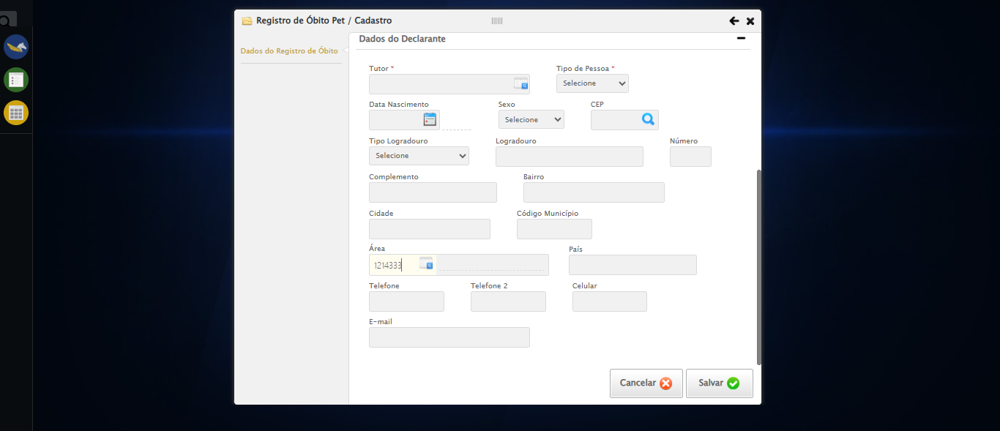 Registro de Óbito Pet / Cadastro
Dados do Registro de Óbito
Dados do Declarante
Tutor *
Tipo de Pessoa *
Selecione
Data Nascimento
Sexo
CEP
Selecione
Tipo Logradouro
Logradouro
Número
Selecione
Complemento
Bairro
Cidade
Código Município
Área
País
1214333
Telefone
Telefone 2
Celular
E-mail
Cancelar
Salvar